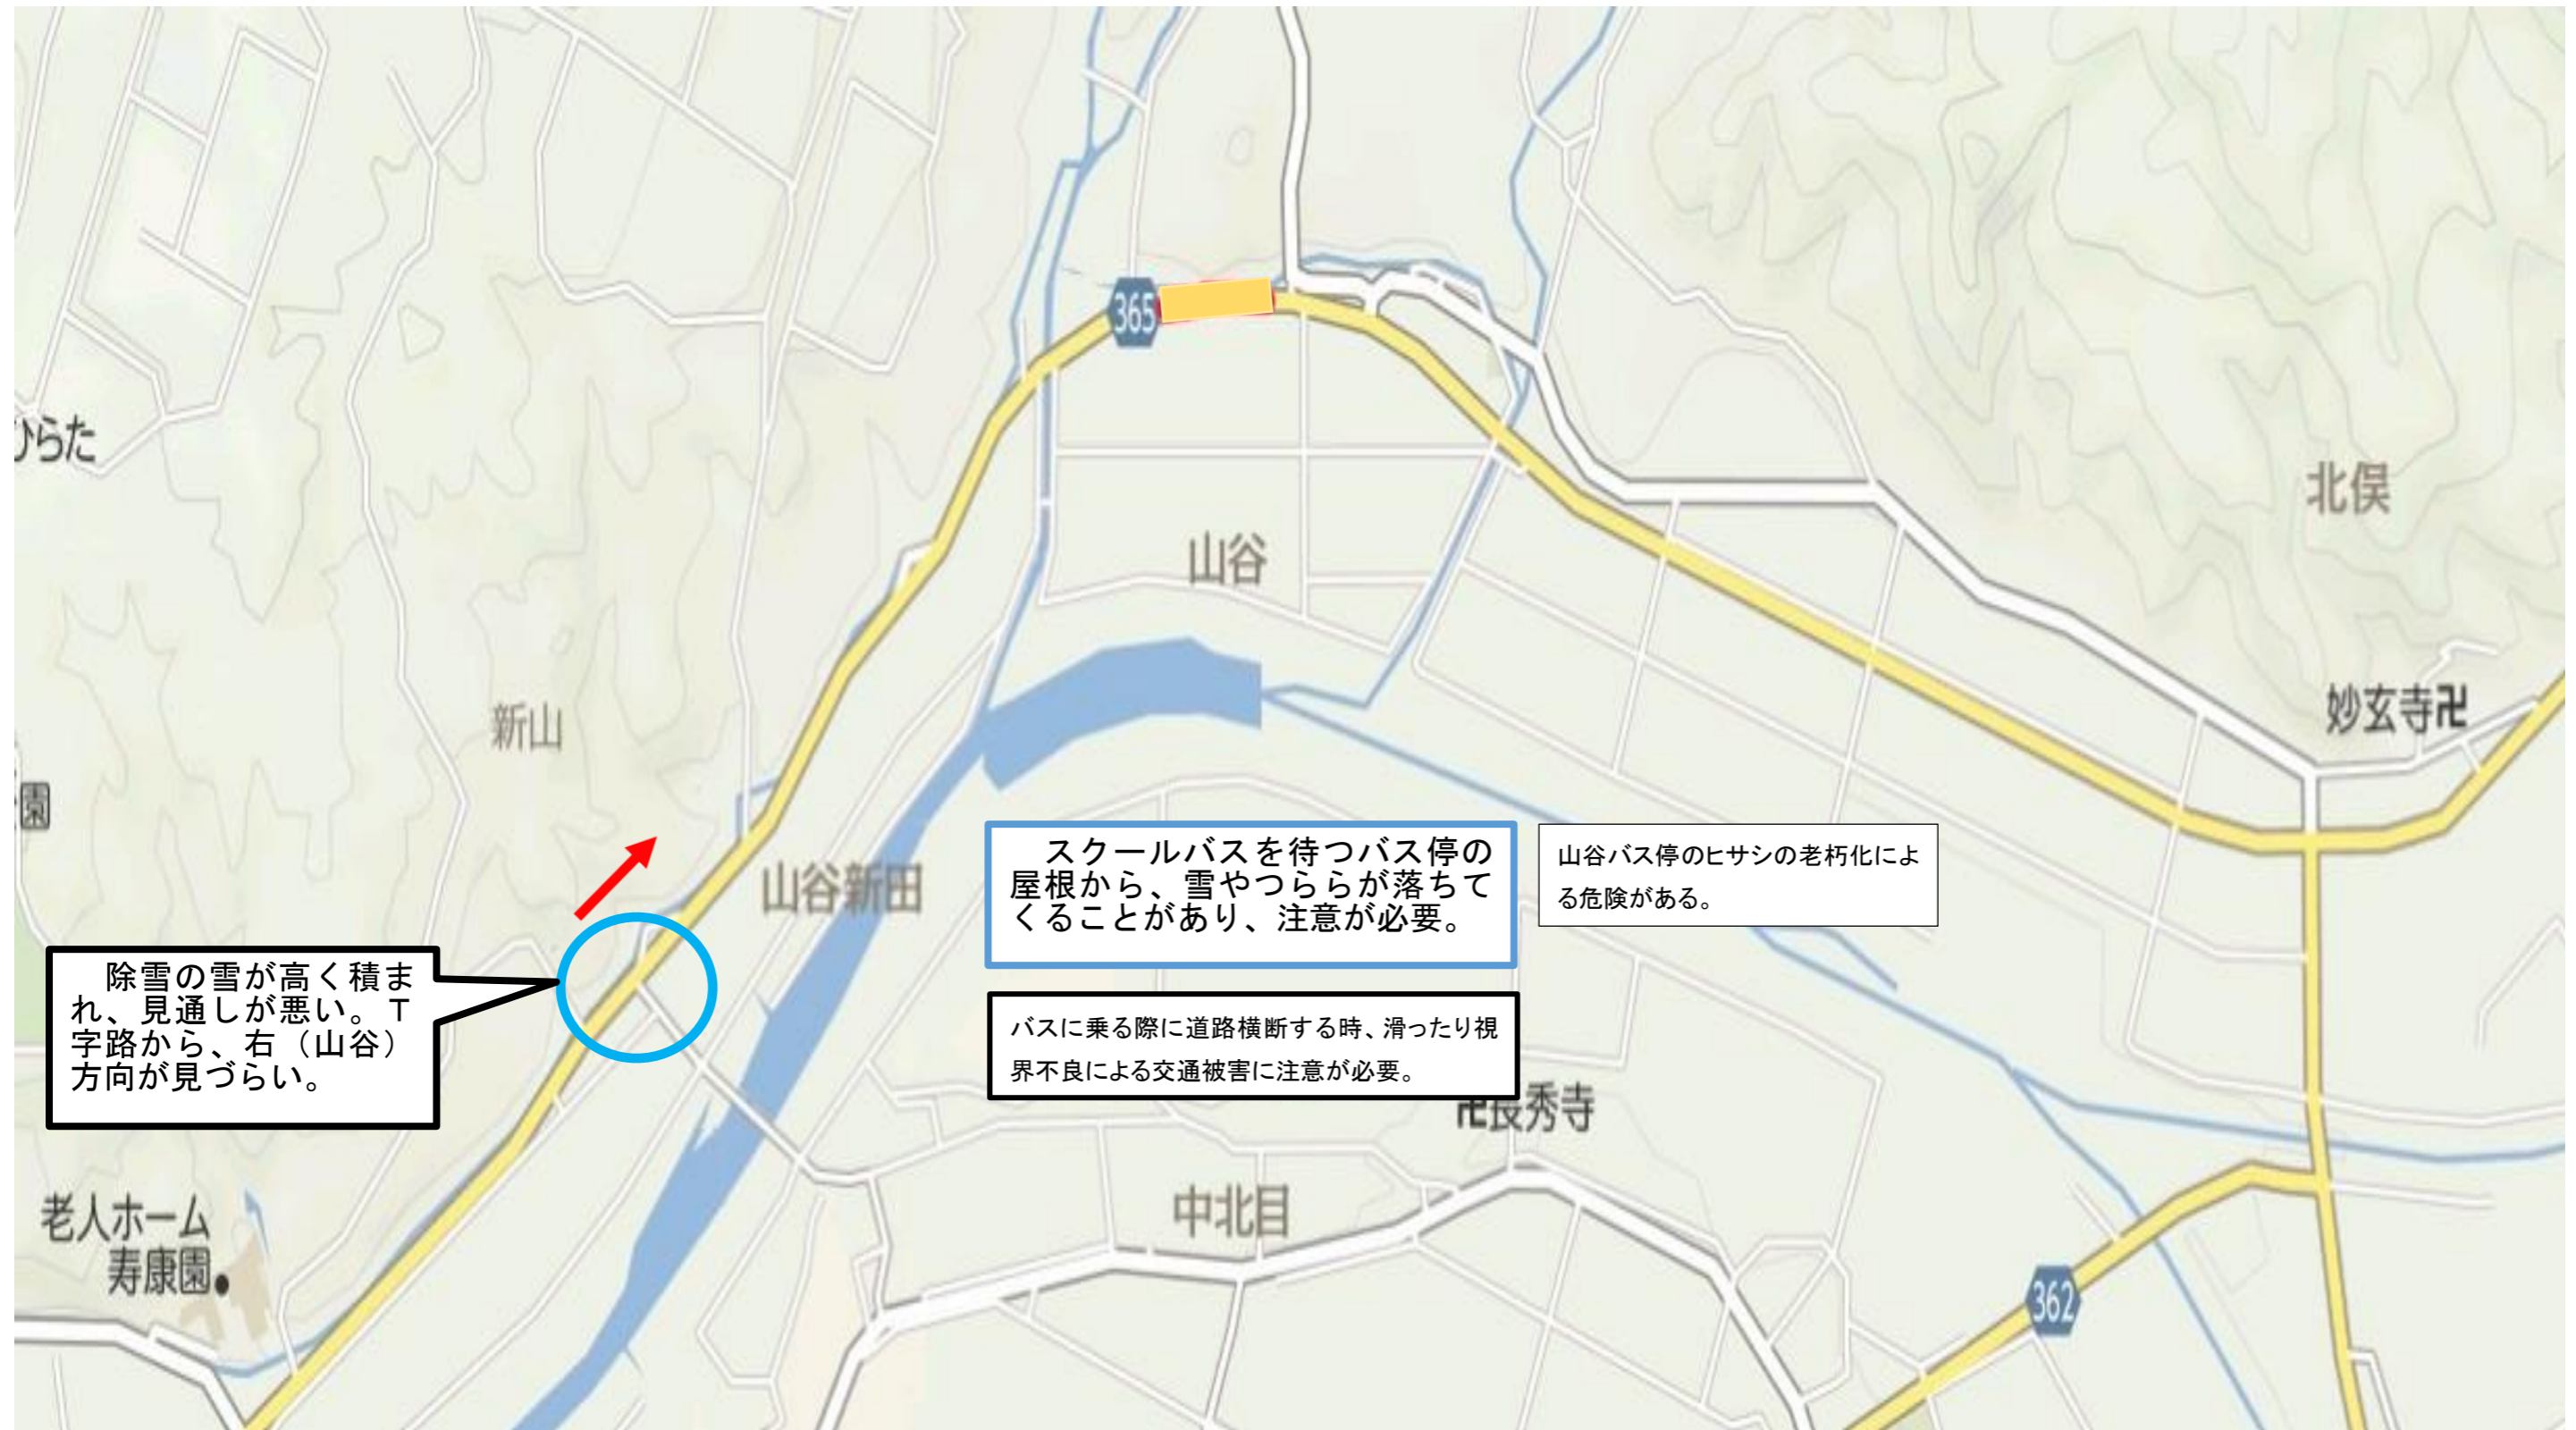 365
ひらた
北俣
山谷
妙玄寺卍
新山
園
山谷新田
　スクールバスを待つバス停の
屋根から、雪やつららが落ちて
くることがあり、注意が必要。
山谷バス停のヒサシの老朽化によ
る危険がある。
　除雪の雪が高く積ま
れ、見通しが悪い。Ｔ
字路から、右（山谷）
方向が見づらい。
バスに乗る際に道路横断する時、滑ったり視
界不良による交通被害に注意が必要。
卍長秀寺
中北目
老人ホーム
寿康園
362